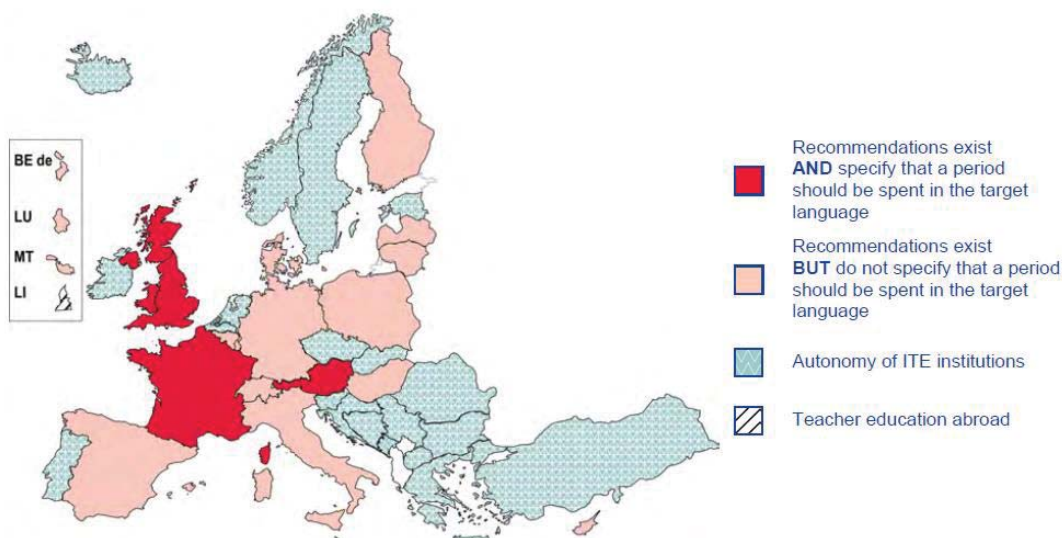 BE de
LU
MT
LI
Recommendations exist
AND specify that a period
should be spent in the target
language
Recommendations exist
BUT do not specify that a period
should be spent in the target
language
Autonomy of ITE institutions
Teacher education abroad